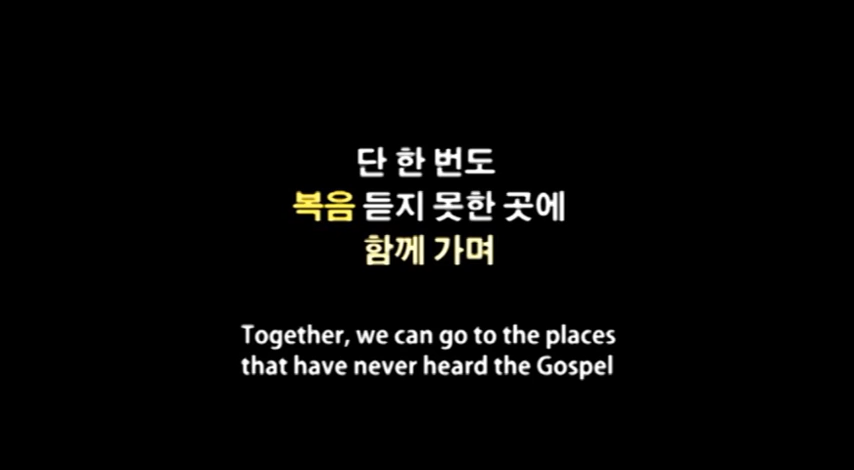 단 한 번도
복음 듣지 못한 곳에
함께 가며
Together, we can go to the places
that have never heard the Gospel